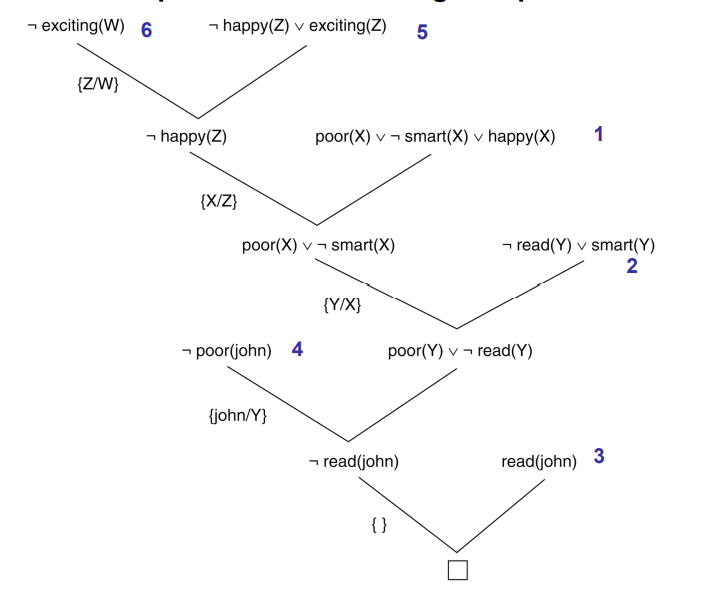 ¬ exciting(W) 6 ¬ happy(Z) ∨ exciting(Z) 5
{Z/W}
¬ happy(Z) poor(X) ∨ ¬ smart(X) ∨ happy(X) 1
{X/Z}
poor(X) ∨ ¬ smart(X) ¬ read(Y) ∨ smart(Y)
2
{Y/X}
¬ poor(john) 4 poor(Y) ∨ ¬ read(Y)
{john/Y}
¬ read(john) read(john) 3
{ }